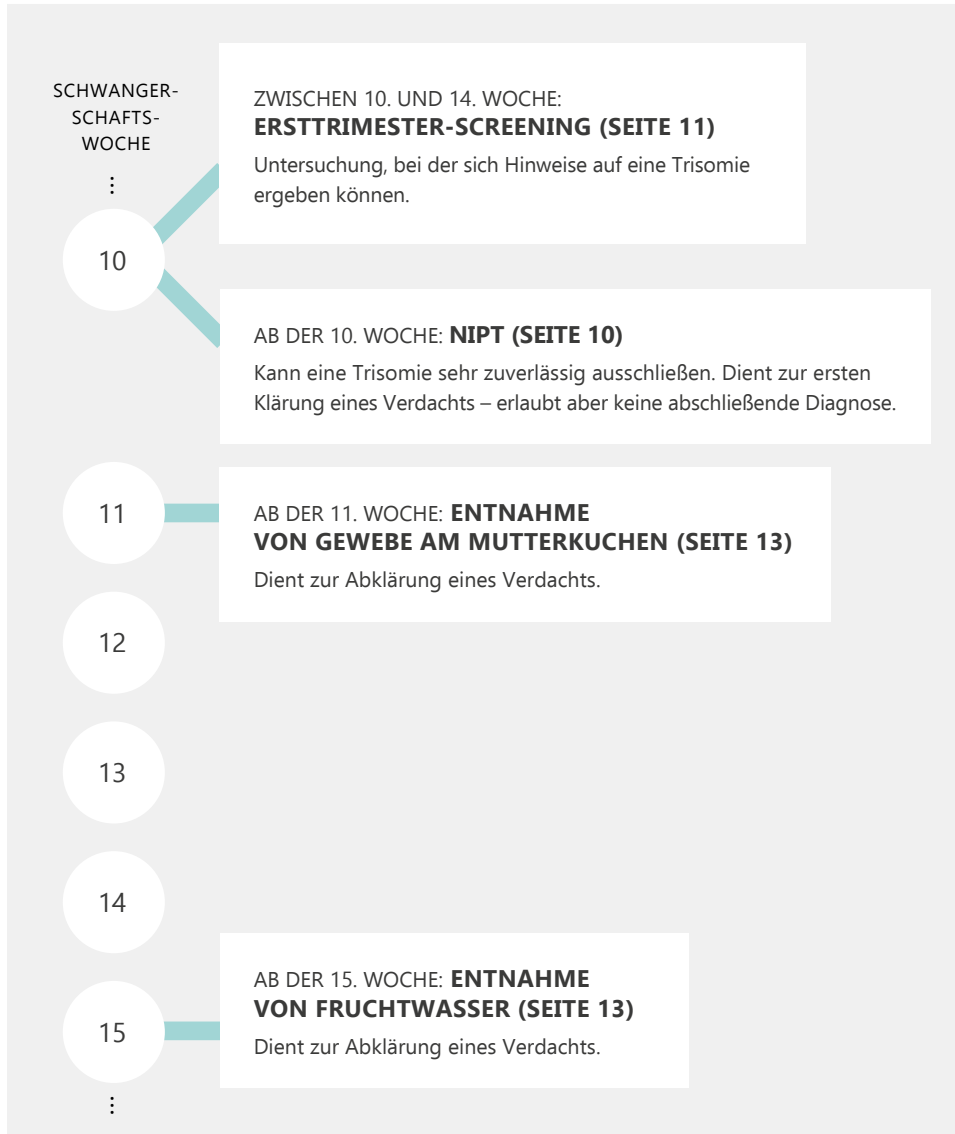 SCHWANGER-
SCHAFTS-
WOCHE
⋮
10
ZWISCHEN 10. UND 14. WOCHE:
ERSTTRIMESTER-SCREENING (SEITE 11)
Untersuchung, bei der sich Hinweise auf eine Trisomie
ergeben können.
AB DER 10. WOCHE: NIPT (SEITE 10)
Kann eine Trisomie sehr zuverlässig ausschließen. Dient zur ersten
Klärung eines Verdachts – erlaubt aber keine abschließende Diagnose.
11
AB DER 11. WOCHE: ENTNAHME
VON GEWEBE AM MUTTERKUCHEN (SEITE 13)
Dient zur Abklärung eines Verdachts.
12
13
14
15
AB DER 15. WOCHE: ENTNAHME
VON FRUCHTWASSER (SEITE 13)
Dient zur Abklärung eines Verdachts.
⋮